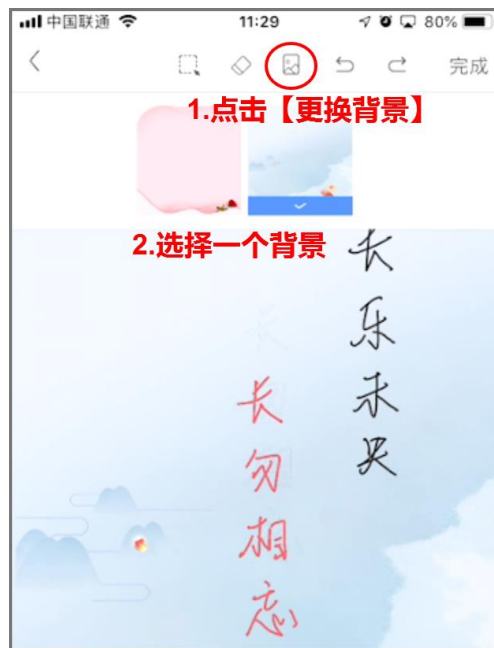 中国联通 11:29 80%
完成
1.点击【更换背景】
2.选择一个背景
长乐未央
长勿相忘